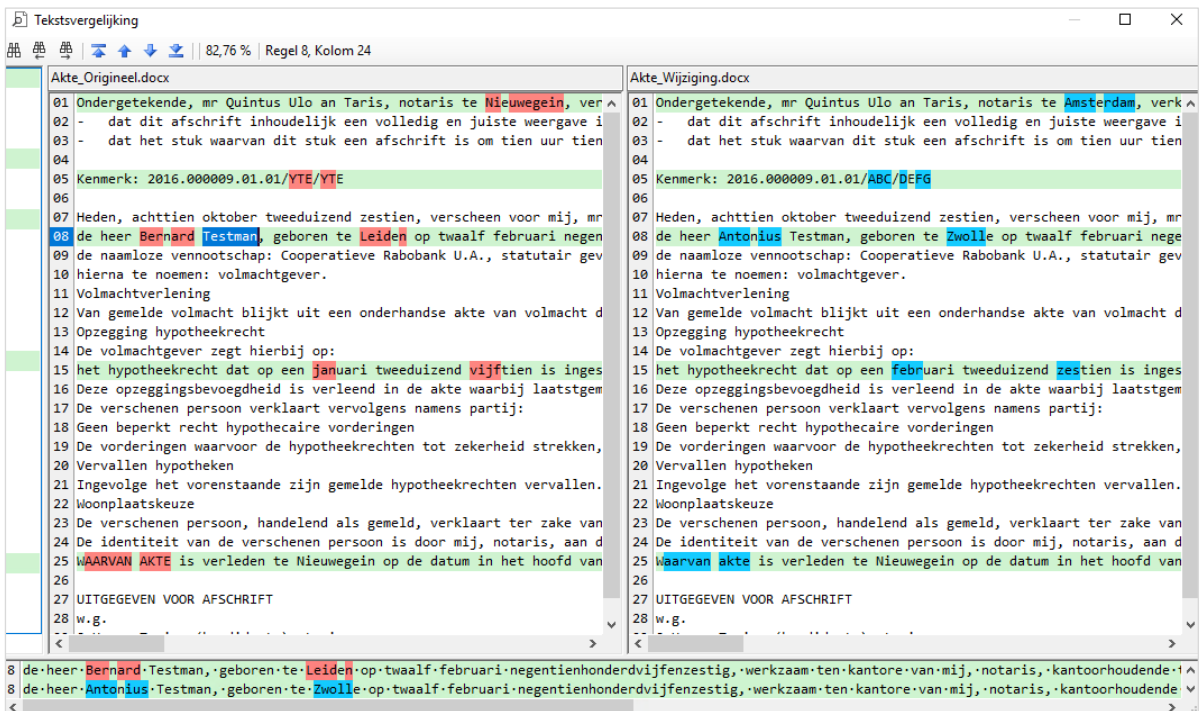 Tekstsvergelijking
82,76 % Regel 8, Kolom 24
Akte_Origineel.docx
01 Ondergetekende, mr Quintus Ulo an Taris, notaris te Nieuwegein, ver
02 - dat dit afschrift inhoudelijk een volledig en juiste weergave i
03 - dat het stuk waarvan dit stuk een afschrift is om tien uur tien
04
05 Kenmerk: 2016.000009.01.01/YTE/YTE
06
07 Heden, achttien oktober tweeduizend zestien, verscheen voor mij, mr
08 de heer Bernard Testman, geboren te Leiden op twaalf februari negen
09 de naamloze vennootschap: Cooperatieve Rabobank U.A., statutair gev
10 hierna te noemen: volmachtgever.
11 Volmachtverlening
12 Van gemelde volmacht blijkt uit een onderhandse akte van volmacht d
13 Opzegging hypotheekrecht
14 De volmachtgever zegt hierbij op:
15 het hypotheekrecht dat op een januari tweeduizend vijftien is inges
16 Deze opzeggingsbevoegdheid is verleend in de akte waarbij laatstgem
17 De verschenen persoon verklaart vervolgens namens partij:
18 Geen beperkt recht hypothecaire vorderingen
19 De vorderingen waarvoor de hypotheekrechten tot zekerheid strekken,
20 Vervallen hypotheken
21 Ingevolge het vorenstaande zijn gemelde hypotheekrechten vervallen.
22 Woonplaatskeuze
23 De verschenen persoon, handelend als gemeld, verklaart ter zake van
24 De identiteit van de verschenen persoon is door mij, notaris, aan d
25 WAARVAN AKTE is verleden te Nieuwegein op de datum in het hoofd van
26
27 UITGEGEVEN VOOR AFSCHRIFT
28 w.g.
Akte_Wijziging.docx
01 Ondergetekende, mr Quintus Ulo an Taris, notaris te Amsterdam, verk
02 - dat dit afschrift inhoudelijk een volledig en juiste weergave i
03 - dat het stuk waarvan dit stuk een afschrift is om tien uur tien
04
05 Kenmerk: 2016.000009.01.01/ABC/DEFG
06
07 Heden, achttien oktober tweeduizend zestien, verscheen voor mij, mr
08 de heer Antonius Testman, geboren te Zwolle op twaalf februari nege
09 de naamloze vennootschap: Cooperatieve Rabobank U.A., statutair gev
10 hierna te noemen: volmachtgever.
11 Volmachtverlening
12 Van gemelde volmacht blijkt uit een onderhandse akte van volmacht d
13 Opzegging hypotheekrecht
14 De volmachtgever zegt hierbij op:
15 het hypotheekrecht dat op een februari tweeduizend zestien is inges
16 Deze opzeggingsbevoegdheid is verleend in de akte waarbij laatstgem
17 De verschenen persoon verklaart vervolgens namens partij:
18 Geen beperkt recht hypothecaire vorderingen
19 De vorderingen waarvoor de hypotheekrechten tot zekerheid strekken,
20 Vervallen hypotheken
21 Ingevolge het vorenstaande zijn gemelde hypotheekrechten vervallen.
22 Woonplaatskeuze
23 De verschenen persoon, handelend als gemeld, verklaart ter zake van
24 De identiteit van de verschenen persoon is door mij, notaris, aan d
25 Waarvan akte is verleden te Nieuwegein op de datum in het hoofd van
26
27 UITGEGEVEN VOOR AFSCHRIFT
28 w.g.
8 de·heer·Bernard·Testman,·geboren·te·Leiden·op·twaalf·februari·negentienhonderdvijfenzestig,·werkzaam·ten·kantore·van·mij,·notaris,·kantoorhoudende·
8 de·heer·Antonius·Testman,·geboren·te·Zwolle·op·twaalf·februari·negentienhonderdvijfenzestig,·werkzaam·ten·kantore·van·mij,·notaris,·kantoorhoudende·